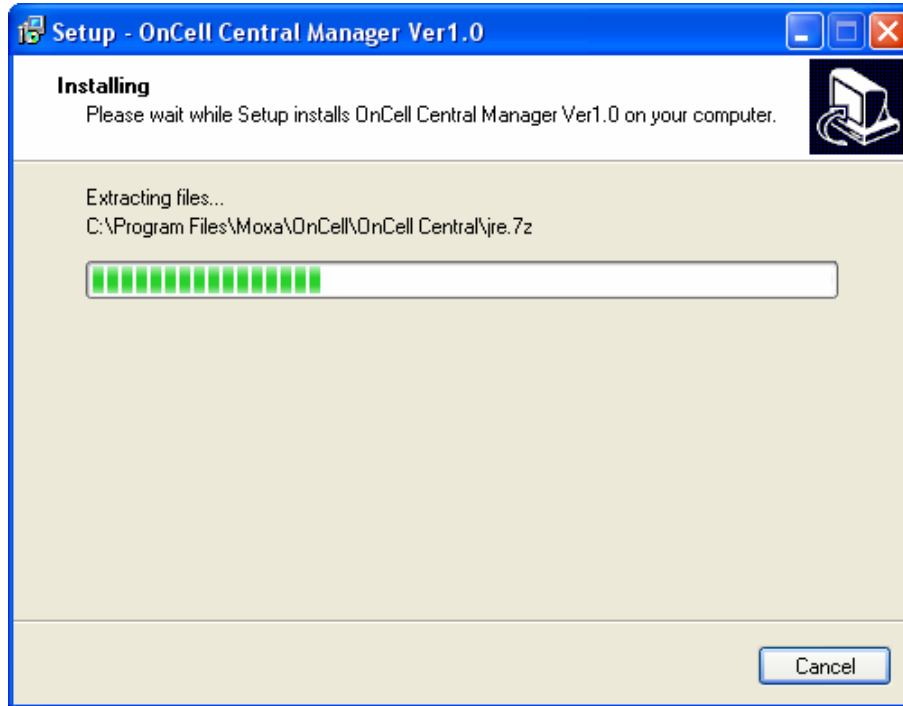 Setup - OnCell Central Manager Ver1.0
Installing
Please wait while Setup installs OnCell Central Manager Ver1.0 on your computer.
Extracting files...
C:\Program Files\Moxa\OnCell\OnCell Central\jre.7z
Cancel